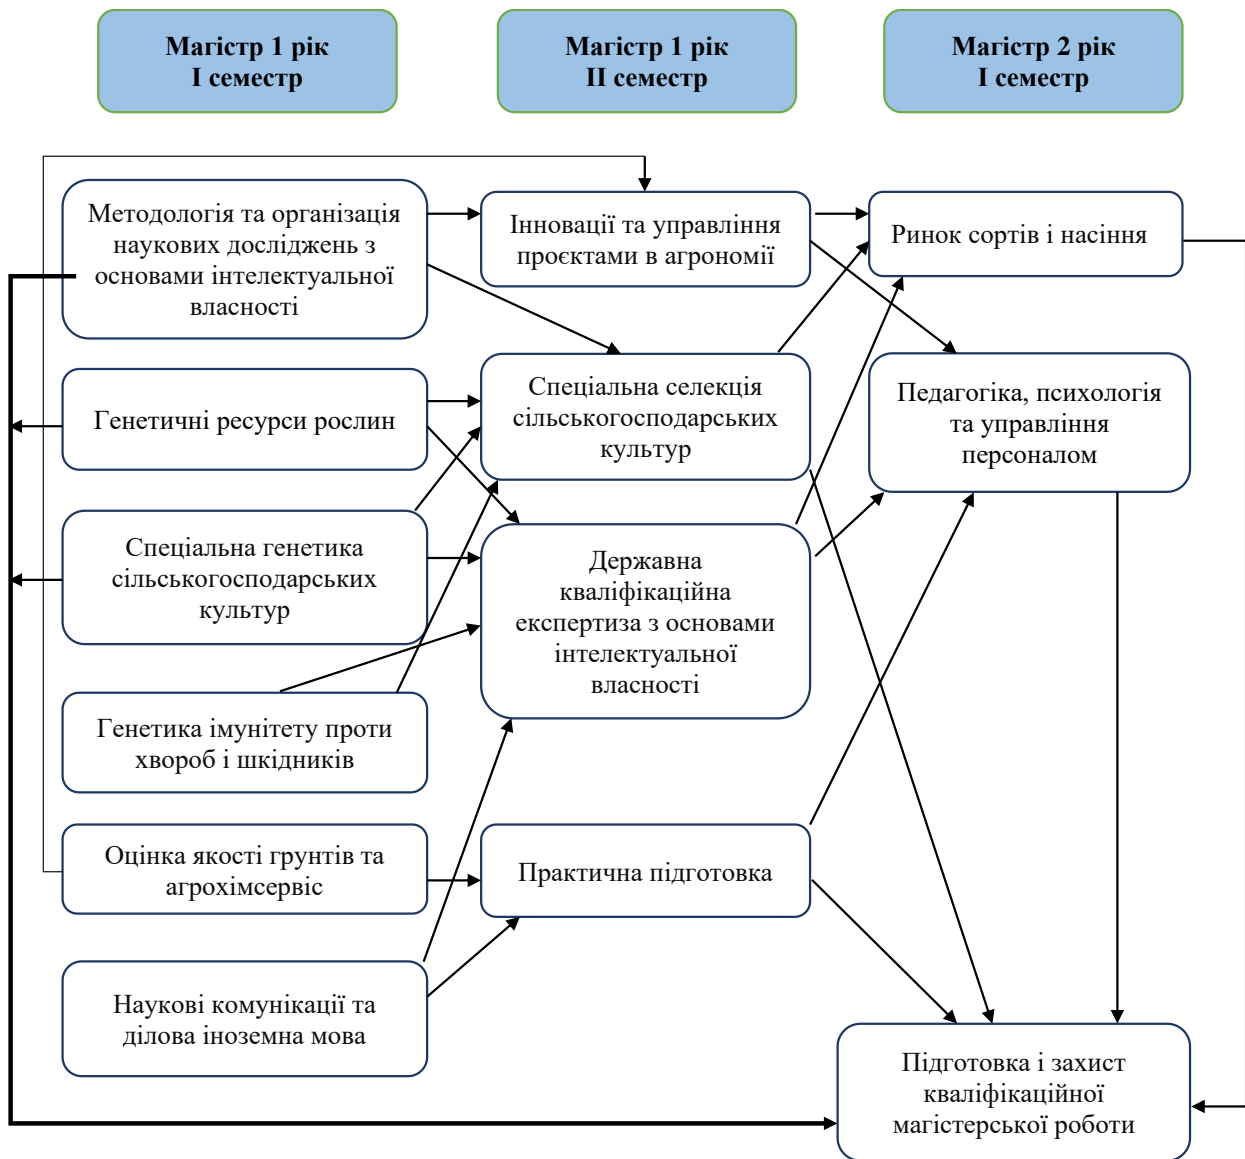 Магістр 1 рік
І семестр
Магістр 1 рік
ІІ семестр
Магістр 2 рік
І семестр
Методологія та організація
наукових досліджень з
основами інтелектуальної
власності
Генетичні ресурси рослин
Спеціальна генетика
сільськогосподарських
культур
Генетика імунітету проти
хвороб і шкідників
Оцінка якості грунтів та
агрохімсервіс
Наукові комунікації та
ділова іноземна мова
Інновації та управління
проєктами в агрономії
Спеціальна селекція
сільськогосподарських
культур
Державна
кваліфікаційна
експертиза з основами
інтелектуальної
власності
Практична підготовка
Ринок сортів і насіння
Педагогіка, психологія
та управління
персоналом
Підготовка і захист
кваліфікаційної
магістерської роботи